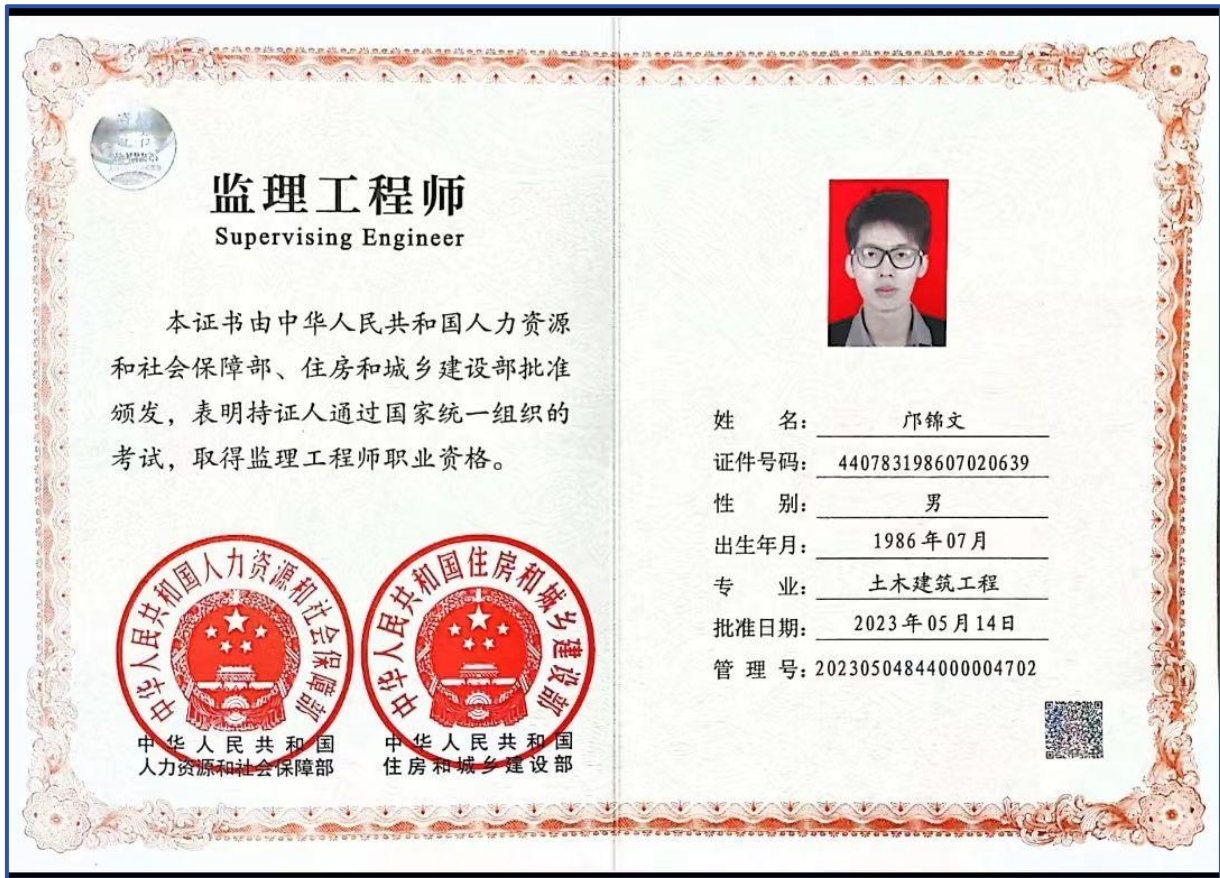 监理工程师
Supervising Engineer
本证书由中华人民共和国人力资源
和社会保障部、住房和城乡建设部批准
颁发，表明持证人通过国家统一组织的
考试，取得监理工程师职业资格。
中华人民共和国人力资源和社会保障部
中华人民共和国住房和城乡建设部
中华人民共和国
人力资源和社会保障部
中华人民共和国
住房和城乡建设部
姓 名：邝锦文
证件号码：440783198607020639
性 别：男
出生年月：1986年07月
专 业：土木建筑工程
批准日期：2023年05月14日
管 理 号：20230504844000004702